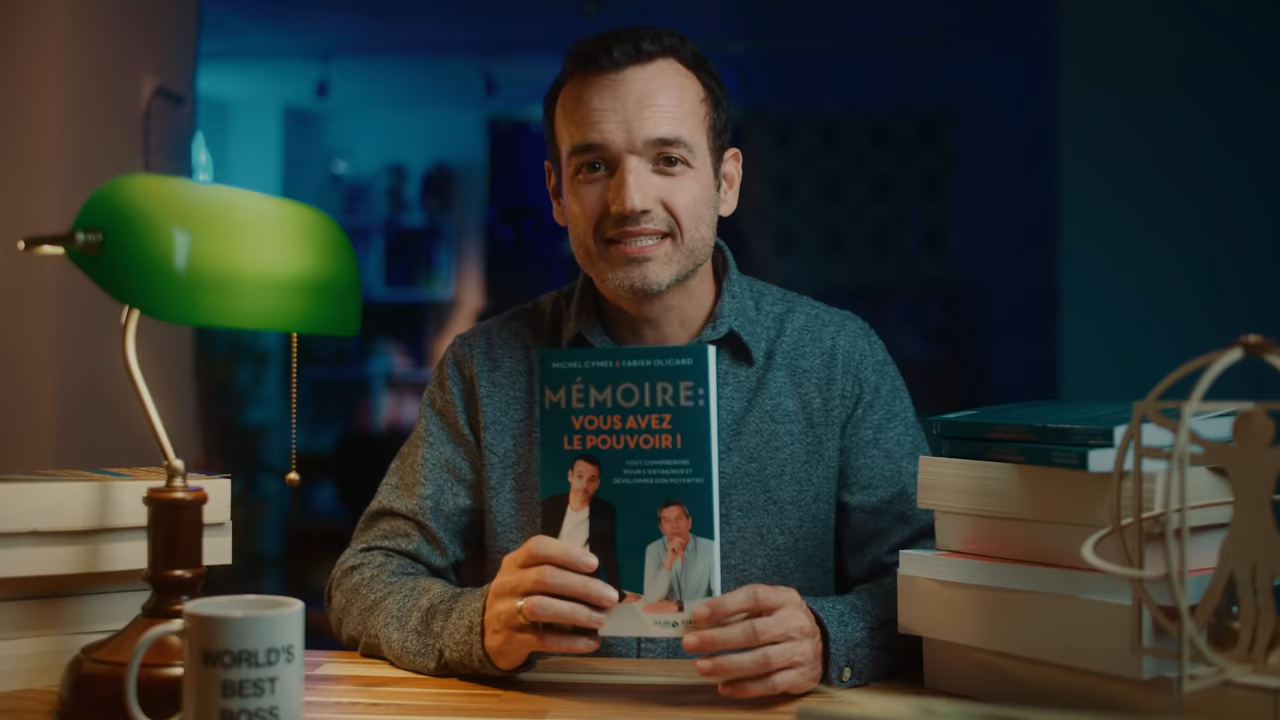 MICHEL CYMES & FABIEN OLICARD
MÉMOIRE:
VOUS AVEZ
LE POUVOIR !
TOUT COMPRENDRE
POUR S'ENTRAÎNER ET
DÉVELOPPER SON POTENTIEL
WORLD'S
BEST
BOSS